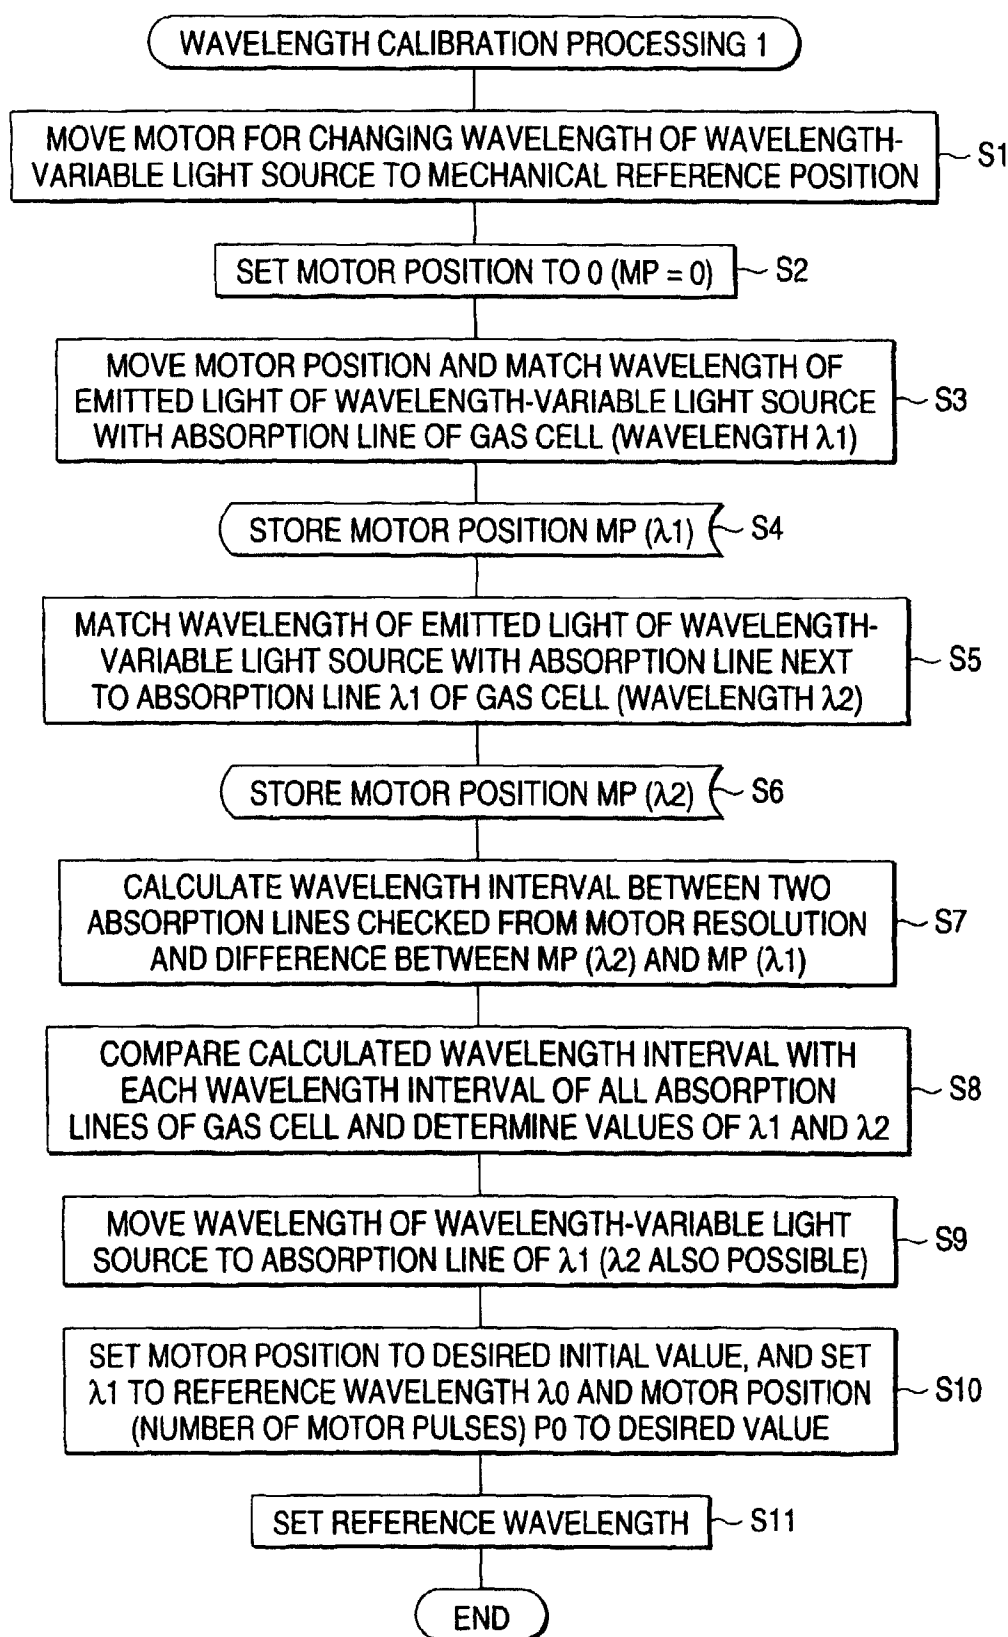 WAVELENGTH CALIBRATION PROCESSING 1
MOVE MOTOR FOR CHANGING WAVELENGTH OF WAVELENGTH-
VARIABLE LIGHT SOURCE TO MECHANICAL REFERENCE POSITION
S1
SET MOTOR POSITION TO 0 (MP = 0)
S2
MOVE MOTOR POSITION AND MATCH WAVELENGTH OF
EMITTED LIGHT OF WAVELENGTH-VARIABLE LIGHT SOURCE
WITH ABSORPTION LINE OF GAS CELL (WAVELENGTH λ1)
S3
STORE MOTOR POSITION MP (λ1)
S4
MATCH WAVELENGTH OF EMITTED LIGHT OF WAVELENGTH-
VARIABLE LIGHT SOURCE WITH ABSORPTION LINE NEXT
TO ABSORPTION LINE λ1 OF GAS CELL (WAVELENGTH λ2)
S5
STORE MOTOR POSITION MP (λ2)
S6
CALCULATE WAVELENGTH INTERVAL BETWEEN TWO
ABSORPTION LINES CHECKED FROM MOTOR RESOLUTION
AND DIFFERENCE BETWEEN MP (λ2) AND MP (λ1)
S7
COMPARE CALCULATED WAVELENGTH INTERVAL WITH
EACH WAVELENGTH INTERVAL OF ALL ABSORPTION
LINES OF GAS CELL AND DETERMINE VALUES OF λ1 AND λ2
S8
MOVE WAVELENGTH OF WAVELENGTH-VARIABLE LIGHT
SOURCE TO ABSORPTION LINE OF λ1 (λ2 ALSO POSSIBLE)
S9
SET MOTOR POSITION TO DESIRED INITIAL VALUE, AND SET
λ1 TO REFERENCE WAVELENGTH λ0 AND MOTOR POSITION
(NUMBER OF MOTOR PULSES) P0 TO DESIRED VALUE
S10
SET REFERENCE WAVELENGTH
S11
END